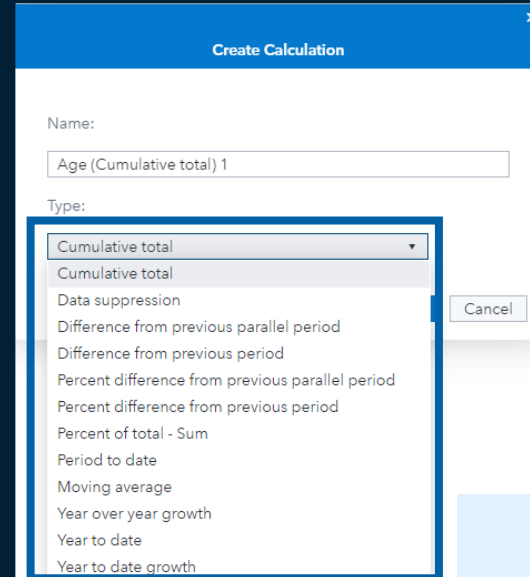 Create Calculation
Name:
Age (Cumulative total) 1
Type:
Cumulative total
Cumulative total
Data suppression
Cancel
Difference from previous parallel period
Difference from previous period
Percent difference from previous parallel period
Percent difference from previous period
Percent of total - Sum
Period to date
Moving average
Year over year growth
Year to date
Year to date growth